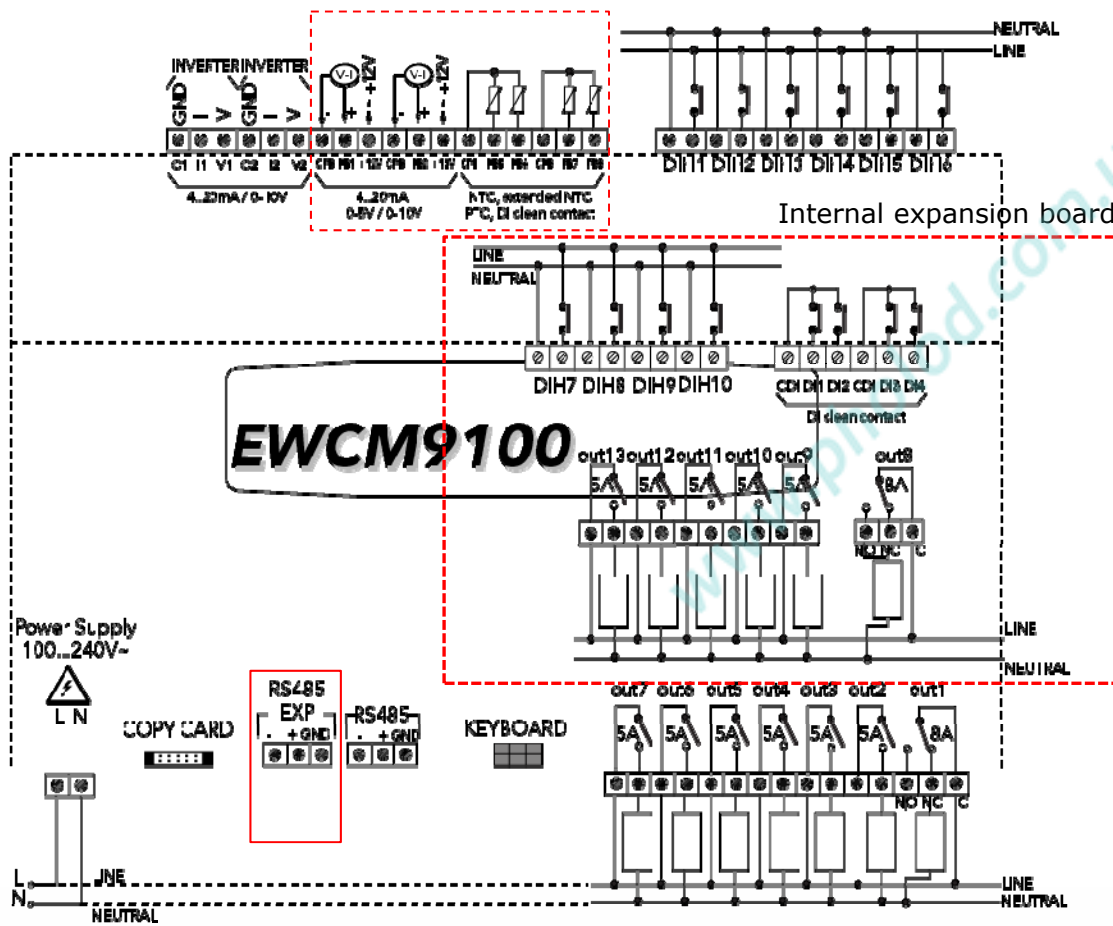 NEUTRAL
LINE
INVERTER INVERTER
GND I V GND I V
V-I +12V V-I +12V
- + - +
C1 I1 V1 C2 I2 V2
4..20mA / 0-10V
4..20mA
0-5V / 0-10V
NTC, extended NTC
PTC, DI clean contact
DIH1 DIH2 DIH3 DIH4 DIH5 DIH6
Internal expansion board
LINE
NEUTRAL
DIH7 DIH8 DIH9 DIH10
CDI DI1 DI2 CDI DI3 DI4
DI clean contact
EWCM9100
out13 out12 out11 out10 out9 out8
5A 5A 5A 5A 5A 8A
NO NC C
LINE
NEUTRAL
Power Supply
100...240V~
L N
COPY CARD
RS485
EXP
- + GND
RS485
- + GND
KEYBOARD
out7 out6 out5 out4 out3 out2 out1
5A 5A 5A 5A 5A 5A 8A
NO NC C
L LINE
N NEUTRAL
LINE
NEUTRAL